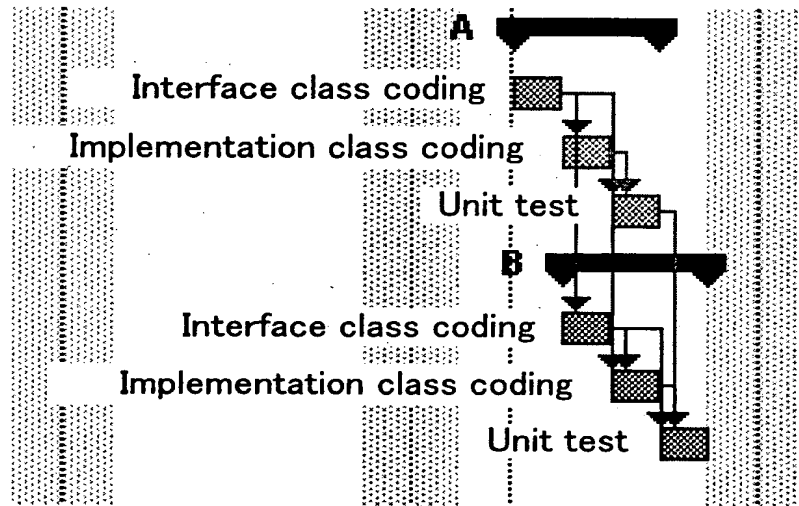 A
Interface class coding
Implementation class coding
Unit test
B
Interface class coding
Implementation class coding
Unit test